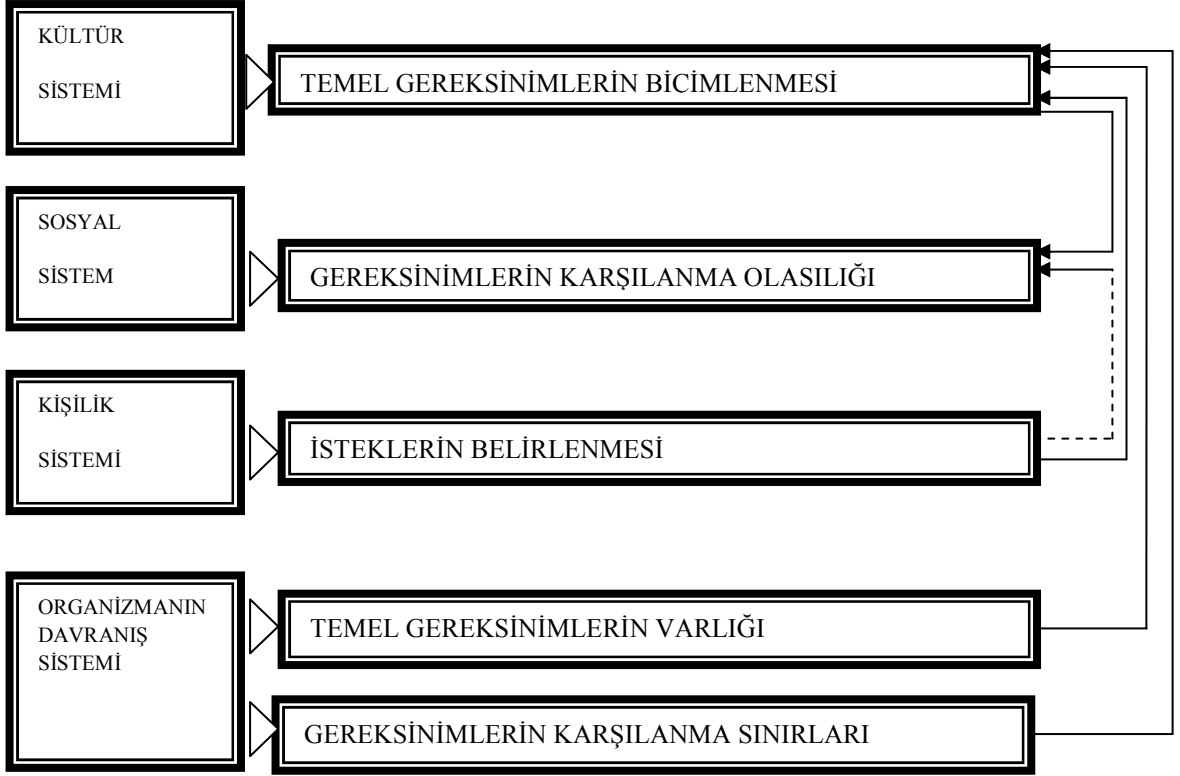 KÜLTÜR
SİSTEMİ
TEMEL GEREKSİNİMLERİN BİCİMLENMESİ
SOSYAL
SİSTEM
GEREKSİNİMLERİN KARŞILANMA OLASILIĞI
KİŞİLİK
SİSTEMİ
İSTEKLERİN BELİRLENMESİ
ORGANİZMANIN
DAVRANIŞ
SİSTEMİ
TEMEL GEREKSİNİMLERİN VARLIĞI
GEREKSİNİMLERİN KARŞILANMA SINIRLARI